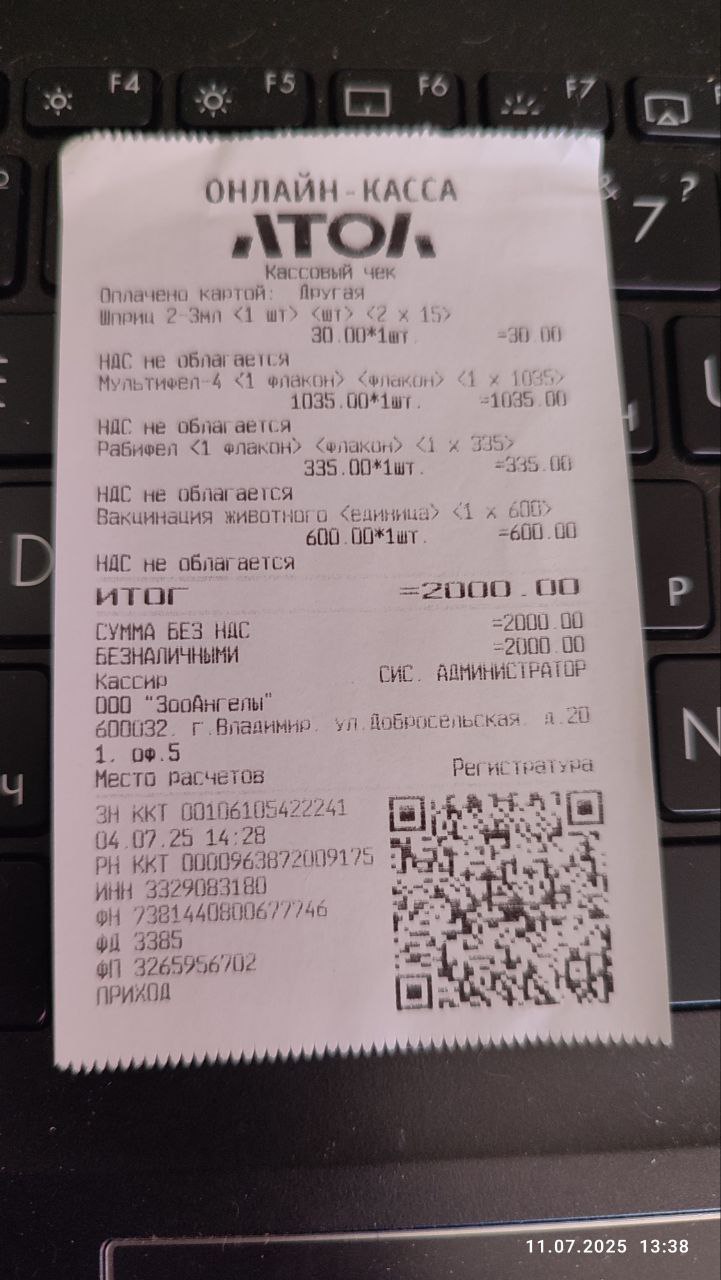 F4
F5
F6
F7
& 7 ?
ОНЛАЙН-КАССА
АТОЛ
Кассовый чек
Оплачено картой: Другая
Шприц 2-3мл <1 шт> <шт> <2 x 15>
30.00*1шт. =30.00
НДС не облагается
Мультифел-4 <1 флакон> <флакон> <1 x 1035>
1035.00*1шт. =1035.00
НДС не облагается
Рабифел <1 флакон> <флакон> <1 x 335>
335.00*1шт. =335.00
НДС не облагается
Вакцинация животного <единица> <1 x 600>
600.00*1шт. =600.00
НДС не облагается
ИТОГ =2000.00
СУММА БЕЗ НДС =2000.00
БЕЗНАЛИЧНЫМИ =2000.00
Кассир СИС. АДМИНИСТРАТОР
ООО "ЗооАнгелы"
600032, г.Владимир, ул.Добросельская, д.20
1, оф.5
Место расчетов Регистратура
ЗН ККТ 00106105422241
04.07.25 14:28
РН ККТ 0000963872009175
ИНН 3329083180
ФН 7381440800677746
ФД 3385
ФП 3265956702
ПРИХОД
D
P
N
Ч
11.07.2025 13:38